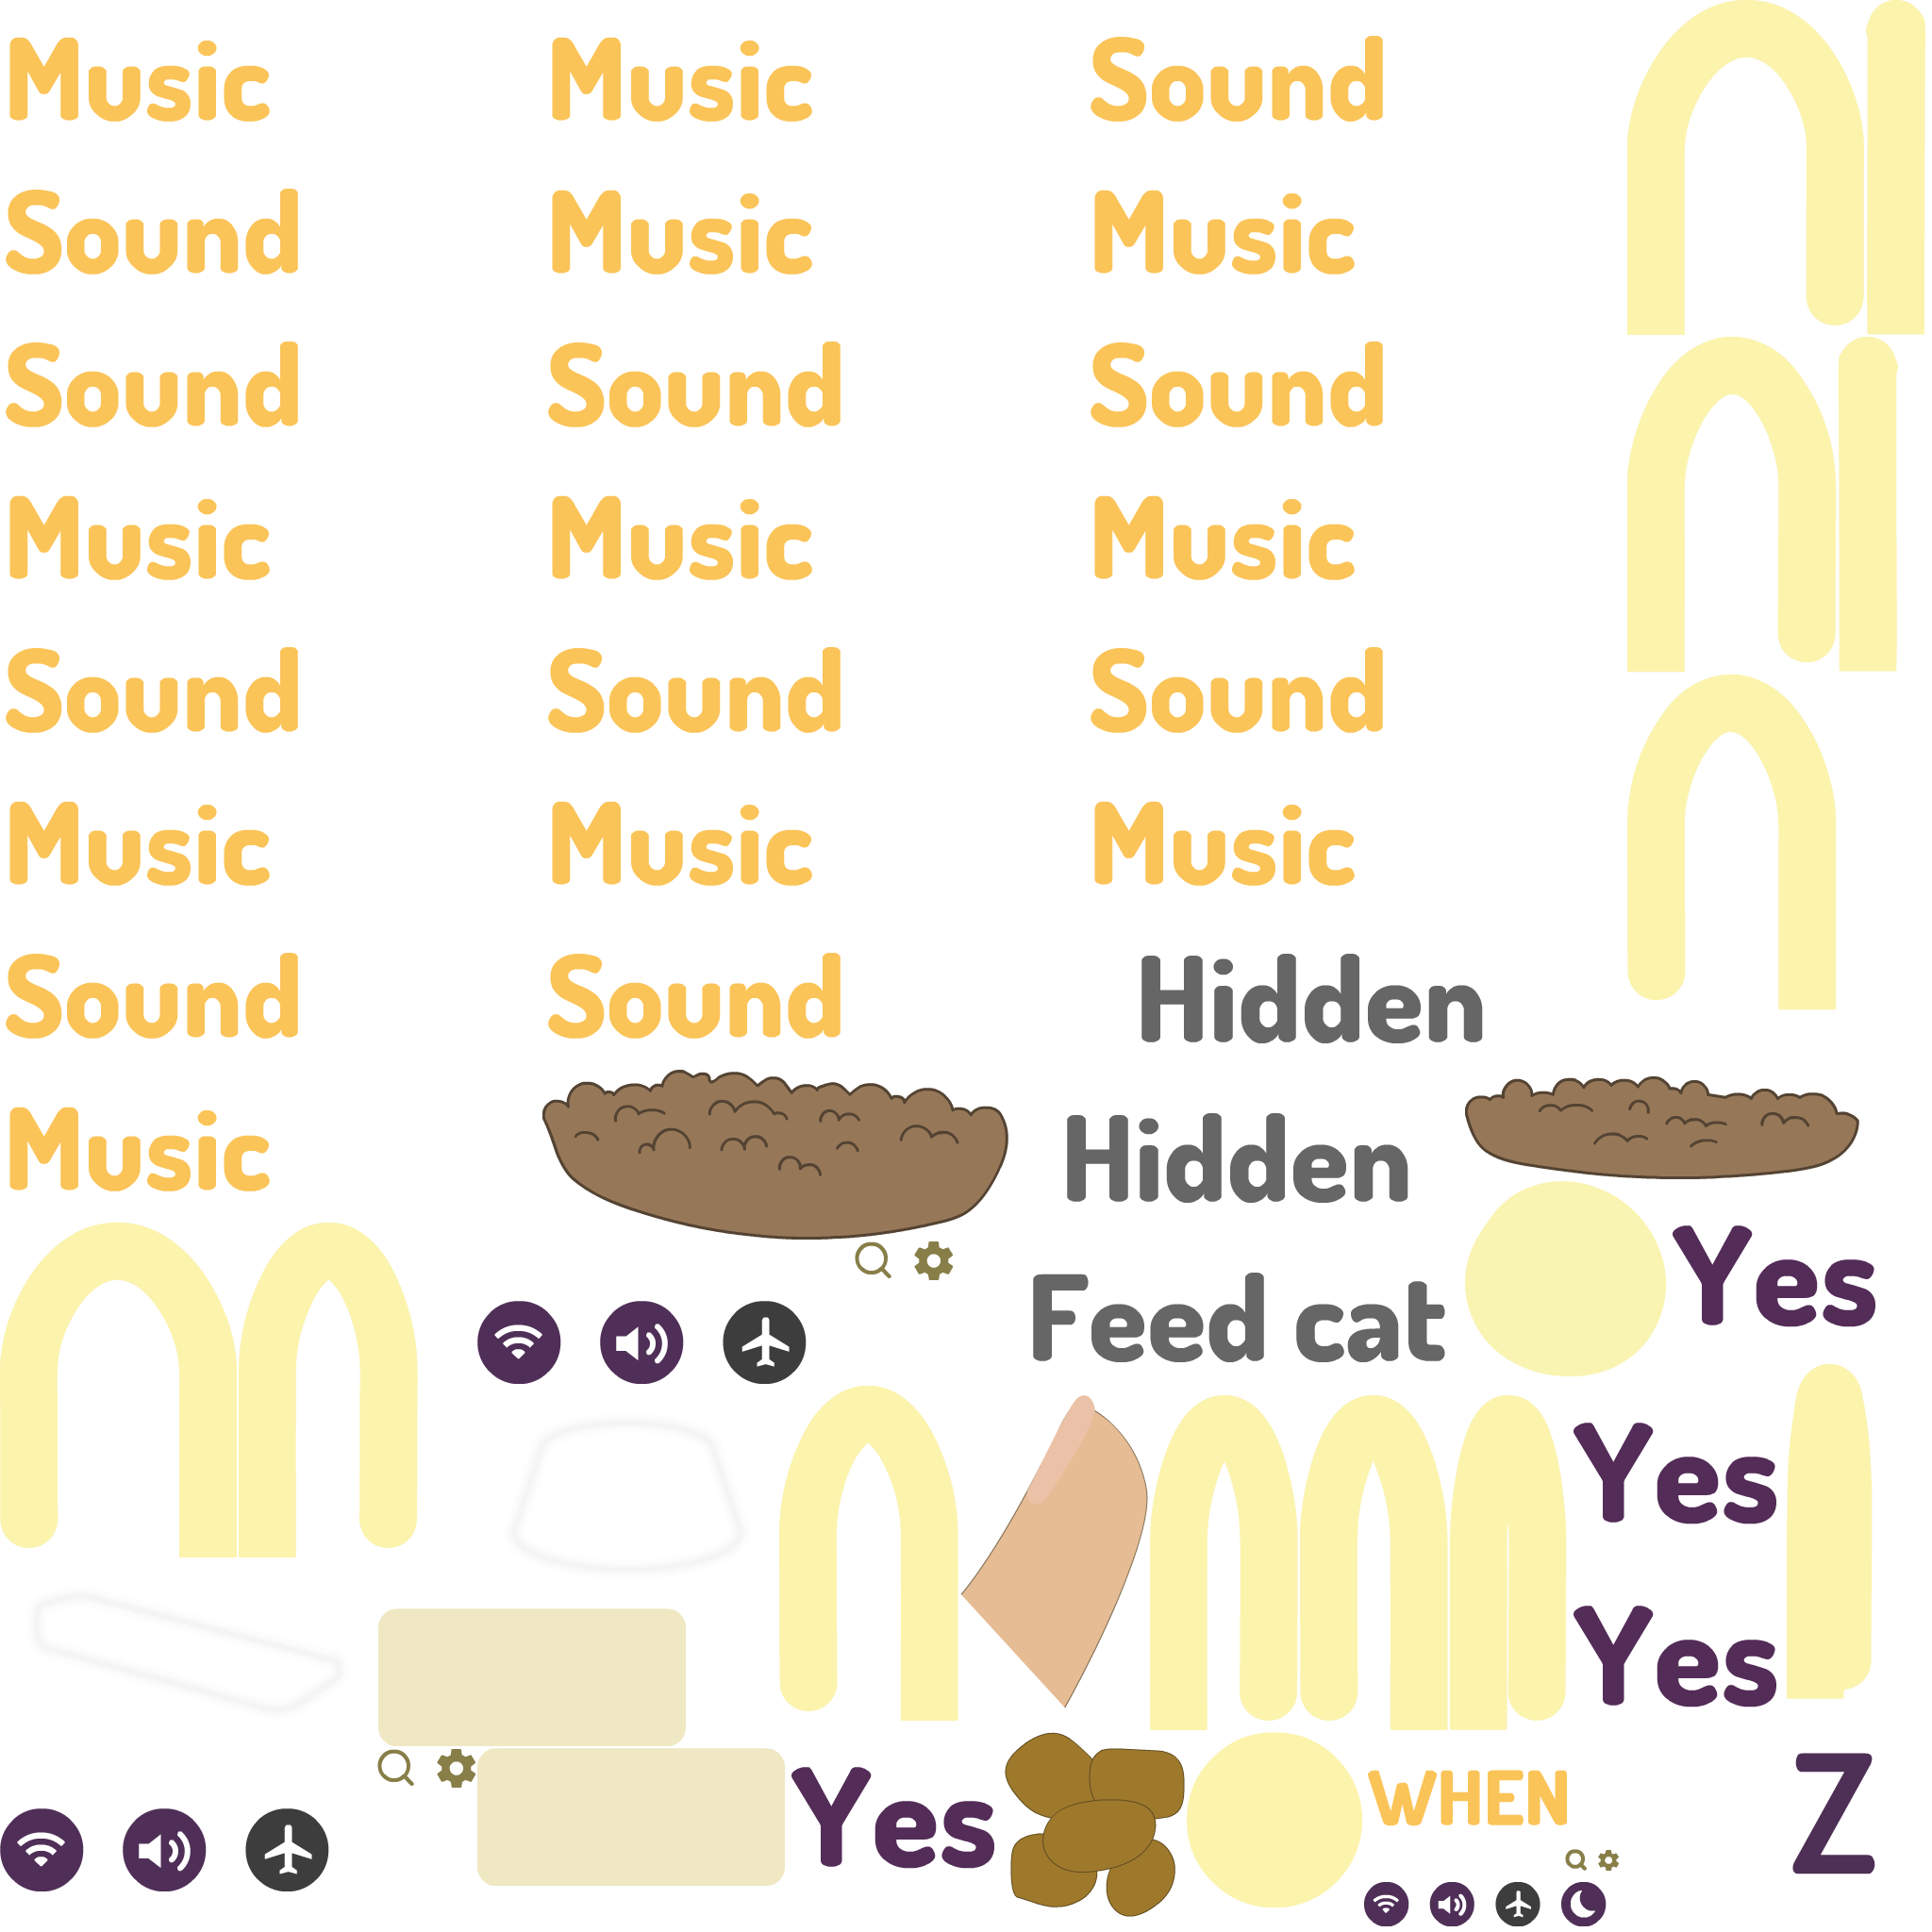 Music Music Sound
Sound Music Music
Sound Sound Sound
Music Music Music
Sound Sound Sound
Music Music Music
Sound Sound Hidden
Music Hidden
Yes
Feed cat
Yes
Yes
Yes
WHEN
Z